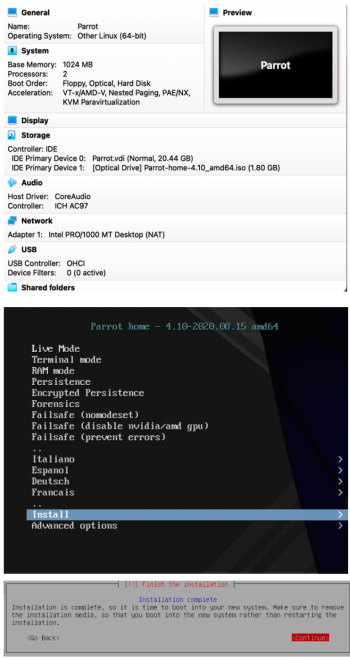 General
Name: Parrot
Operating System: Other Linux (64-bit)
System
Base Memory: 1024 MB
Processors: 2
Boot Order: Floppy, Optical, Hard Disk
Acceleration: VT-x/AMD-V, Nested Paging, PAE/NX,
KVM Paravirtualization
Preview
Parrot
Display
Storage
Controller: IDE
IDE Primary Device 0: Parrot.vdi (Normal, 20.44 GB)
IDE Primary Device 1: [Optical Drive] Parrot-home-4.10_amd64.iso (1.80 GB)
Audio
Host Driver: CoreAudio
Controller: ICH AC97
Network
Adapter 1: Intel PRO/1000 MT Desktop (NAT)
USB
USB Controller: OHCI
Device Filters: 0 (0 active)
Shared folders
Parrot home - 4.10-2020.08.15 amd64
Live Mode
Terminal mode
RAM mode
Persistence
Encrypted Persistence
Forensics
Failsafe (nomodeset)
Failsafe (disable nvidia/amd gpu)
Failsafe (prevent errors)
..
Italiano >
Espanol >
Deutsch >
Francais >
..
Install >
Advanced options >
[!!] Finish the installation
Installation complete
Installation is complete, so it is time to boot into your new system. Make sure to remove
the installation media, so that you boot into the new system rather than restarting the
installation.
<Go Back> <Continue>